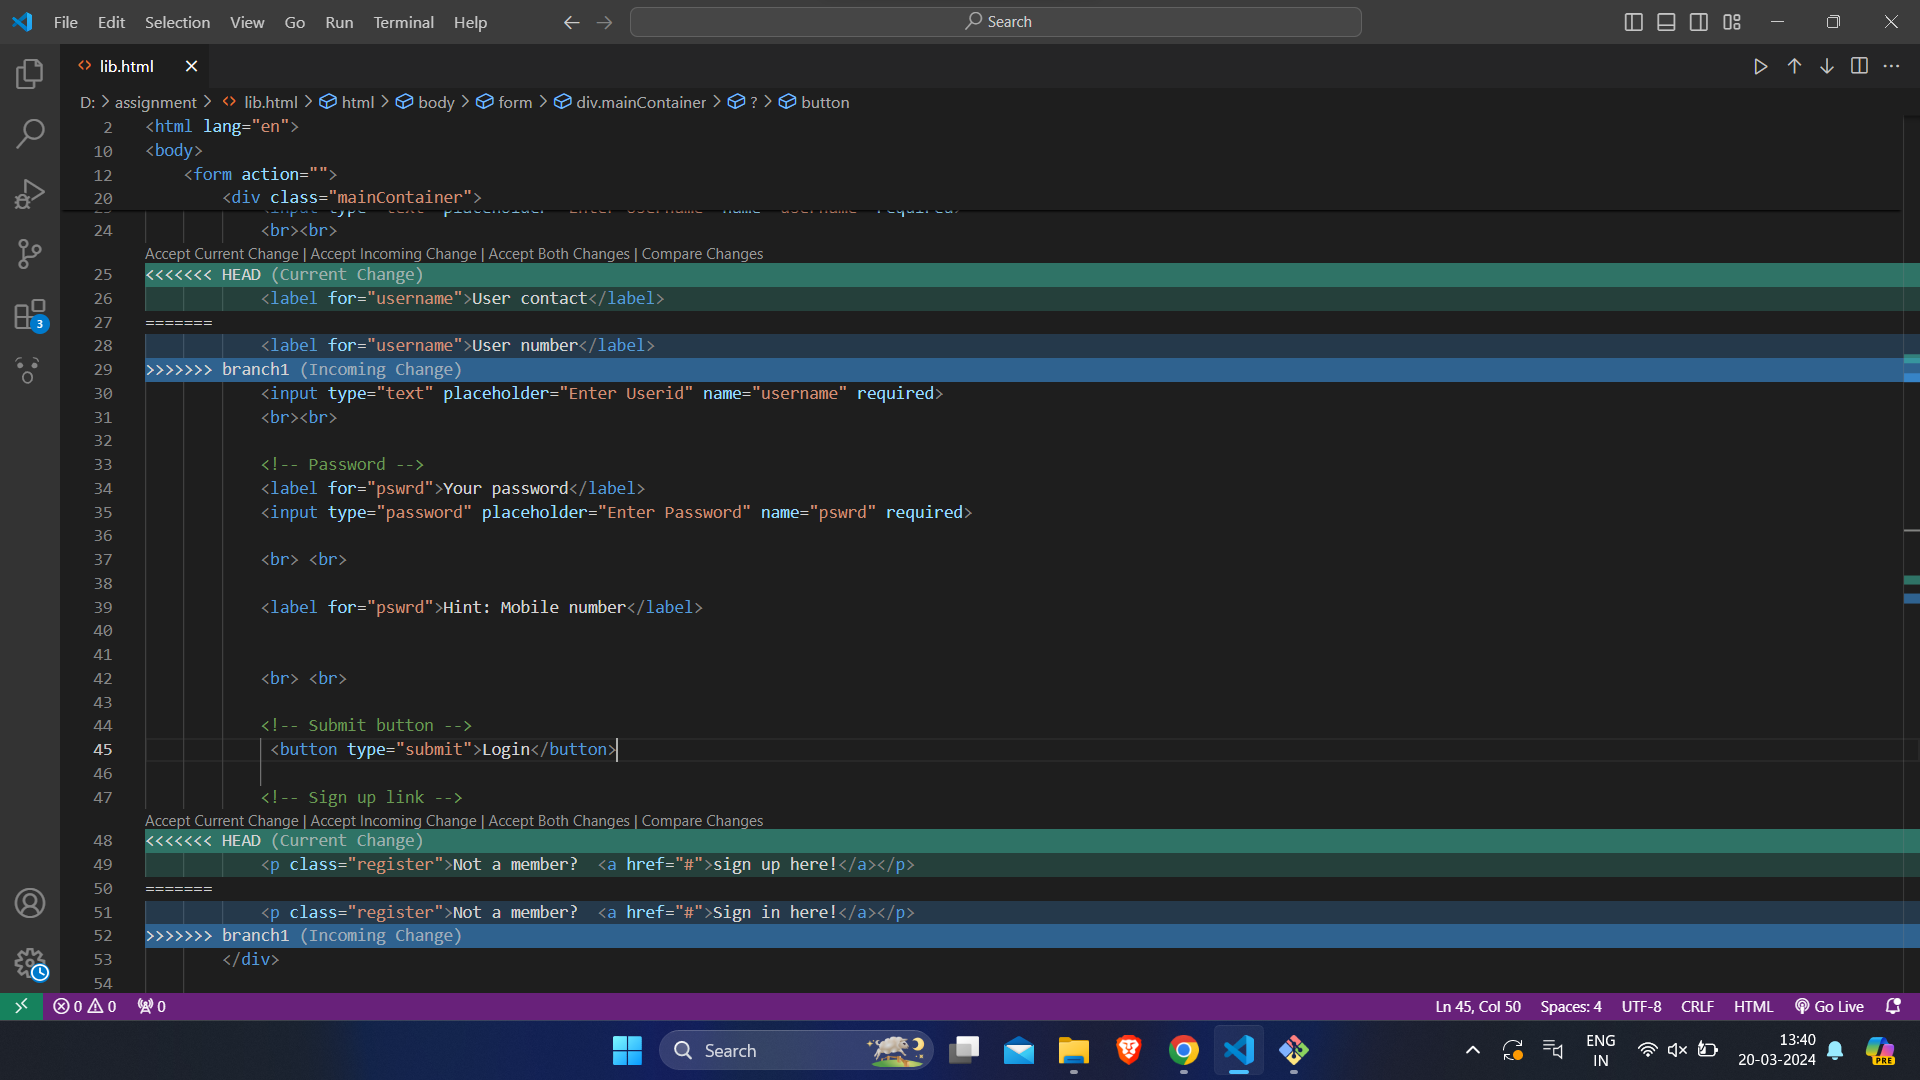 File Edit Selection View Go Run Terminal Help
Search
lib.html
D: > assignment > lib.html > html > body > form > div.mainContainer > ? > button
2 <html lang="en">
10 <body>
12 <form action="">
20 <div class="mainContainer">
24 <br><br>
Accept Current Change | Accept Incoming Change | Accept Both Changes | Compare Changes
25 <<<<<<< HEAD (Current Change)
26 <label for="username">User contact</label>
27 =======
28 <label for="username">User number</label>
29 >>>>>>> branch1 (Incoming Change)
30 <input type="text" placeholder="Enter Userid" name="username" required>
31 <br><br>
32
33 <!-- Password -->
34 <label for="pswrd">Your password</label>
35 <input type="password" placeholder="Enter Password" name="pswrd" required>
36
37 <br> <br>
38
39 <label for="pswrd">Hint: Mobile number</label>
40
41
42 <br> <br>
43
44 <!-- Submit button -->
45 <button type="submit">Login</button>
46
47 <!-- Sign up link -->
Accept Current Change | Accept Incoming Change | Accept Both Changes | Compare Changes
48 <<<<<<< HEAD (Current Change)
49 <p class="register">Not a member?  <a href="#">sign up here!</a></p>
50 =======
51 <p class="register">Not a member?  <a href="#">Sign in here!</a></p>
52 >>>>>>> branch1 (Incoming Change)
53 </div>
54
3
0 0 0 Ln 45, Col 50 Spaces: 4 UTF-8 CRLF HTML Go Live
Search
ENG
IN
13:40
20-03-2024
PRE